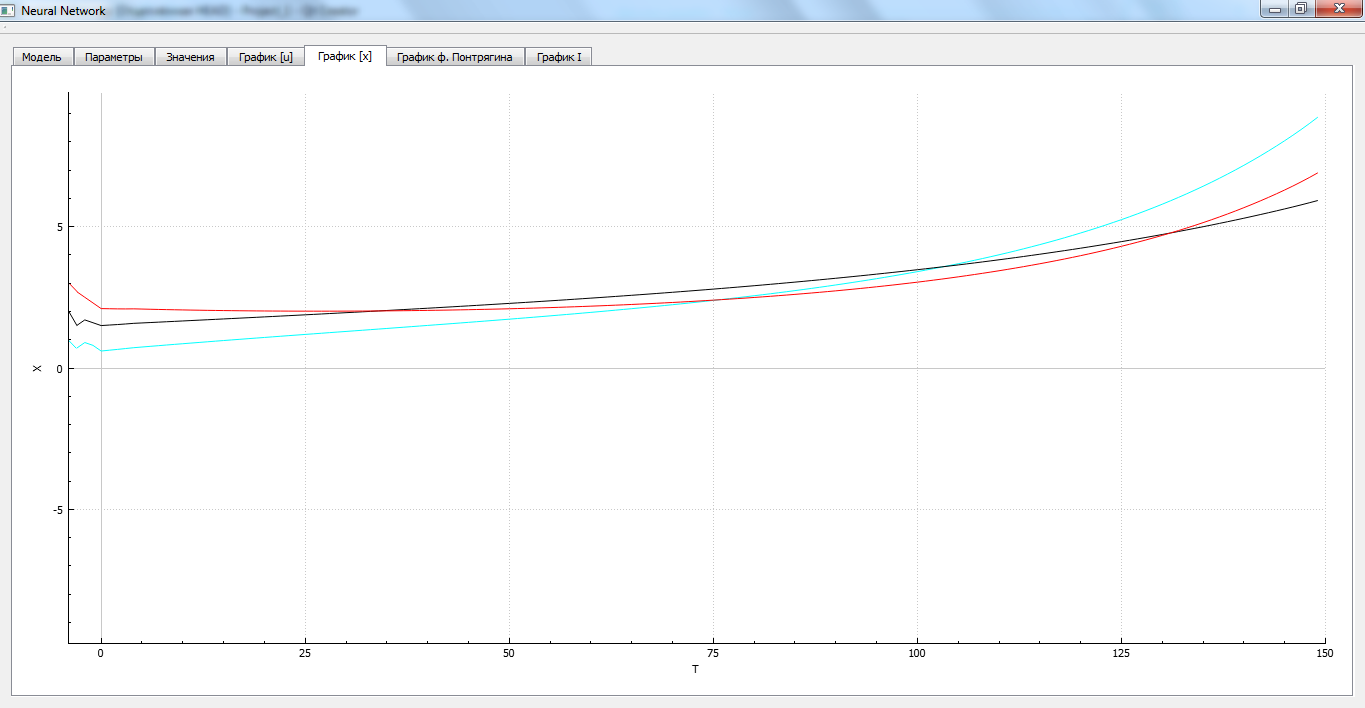 Neural Network
Модель Параметры Значения График [u] График [x] График ф. Понтрягина График I
5
X 0
-5
0 25 50 75 100 125 150
T